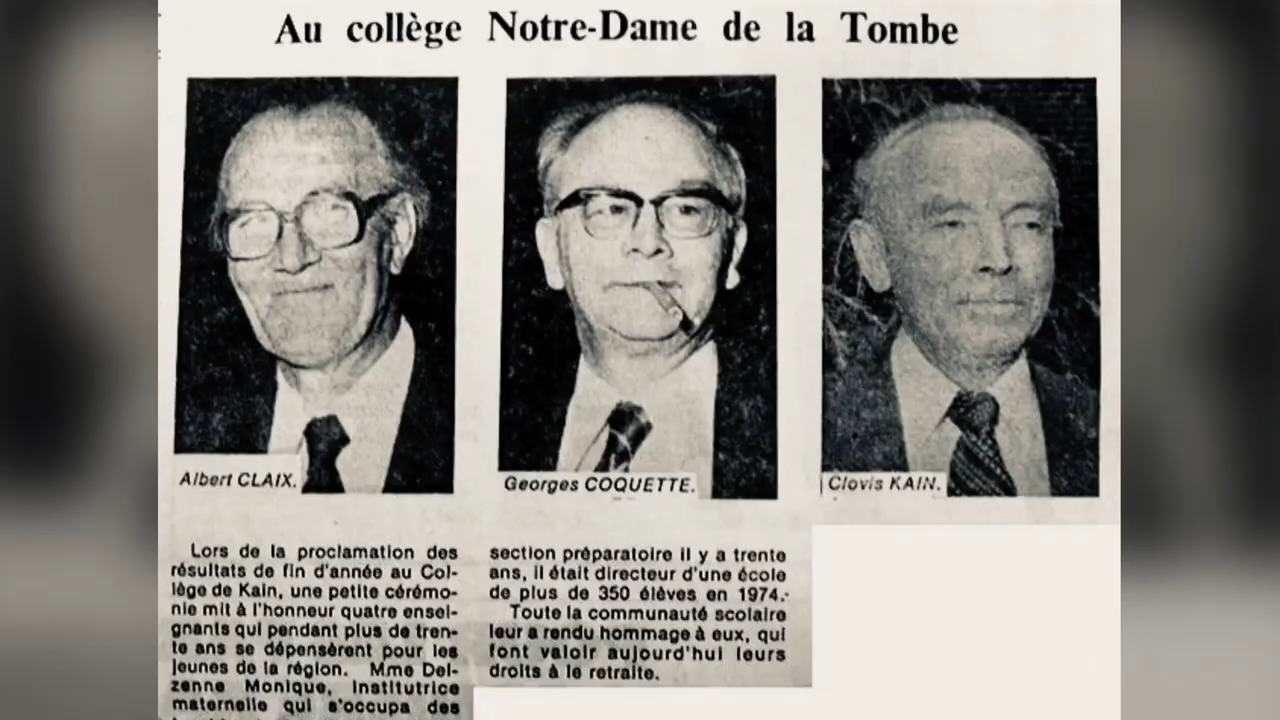 Au collège Notre-Dame de la Tombe
Albert CLAIX.
Georges COQUETTE.
Clovis KAIN.
Lors de la proclamation des
résultats de fin d'année au Col-
lège de Kain, une petite cérémo-
nie mit à l'honneur quatre ensei-
gnants qui pendant plus de tren-
te ans se dépensèrent pour les
jeunes de la région. Mme Del-
zenne Monique, institutrice
maternelle qui s'occupa des
section préparatoire il y a trente
ans, il était directeur d'une école
de plus de 350 élèves en 1974.
Toute la communauté scolaire
leur a rendu hommage à eux, qui
font valoir aujourd'hui leurs
droits à le retraite.